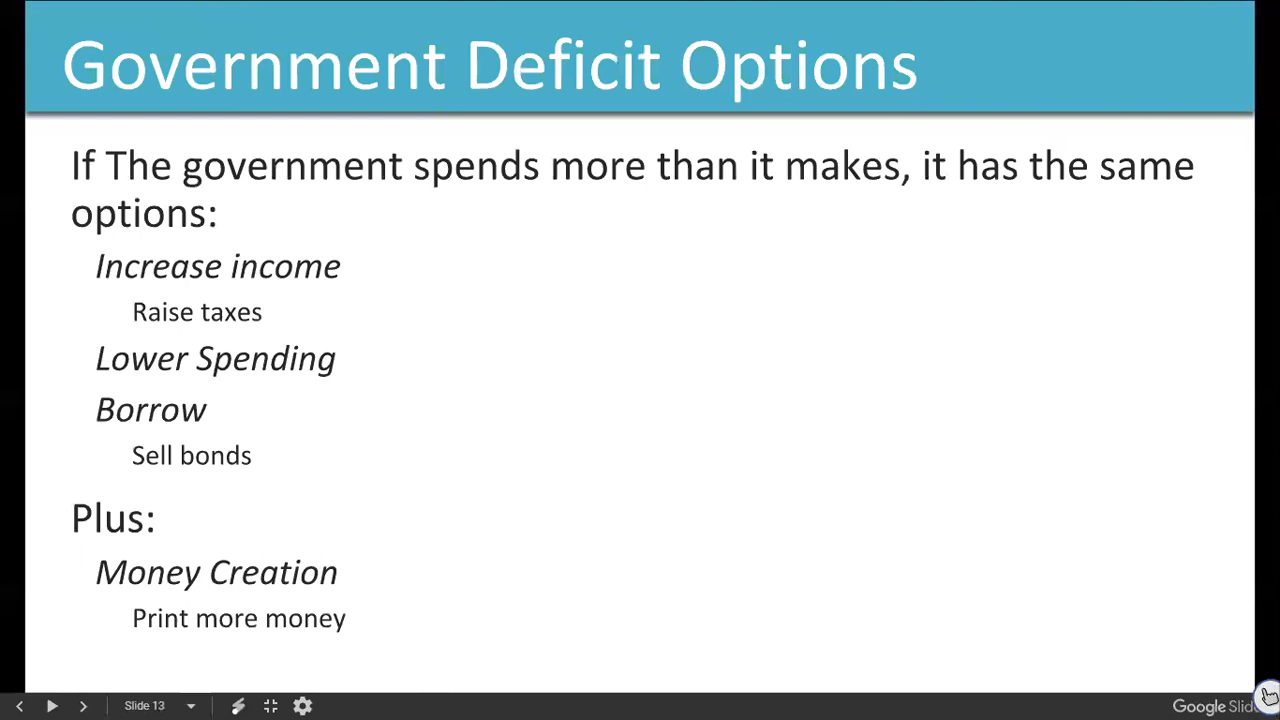 Government Deficit Options
If The government spends more than it makes, it has the same
options:
Increase income
Raise taxes
Lower Spending
Borrow
Sell bonds
Plus:
Money Creation
Print more money
Slide 13
Google Slid